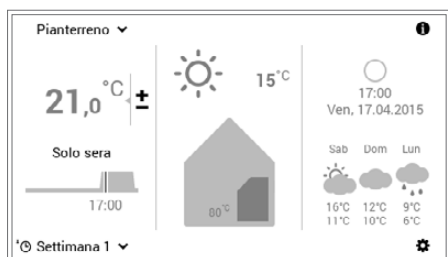 Pianterreno
21,0 °C ±
Solo sera
17:00
Settimana 1
15°C
80°C
17:00
Ven, 17.04.2015
Sab Dom Lun
16°C 12°C 9°C
11°C 10°C 6°C